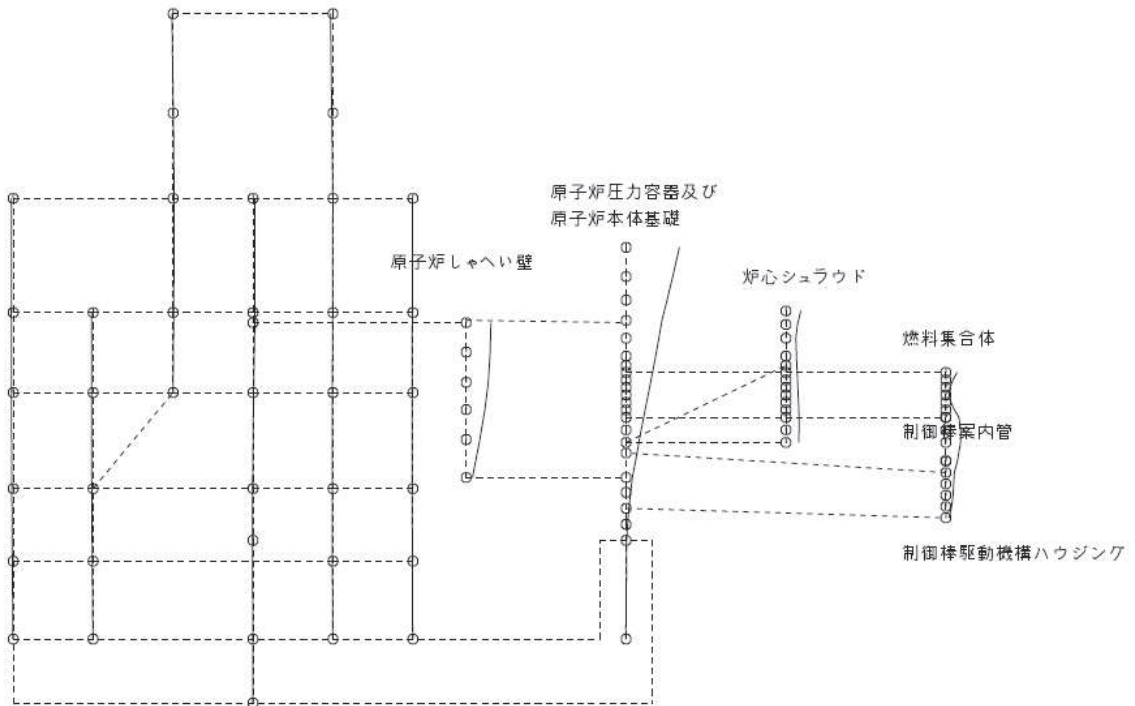 原子炉圧力容器及び
原子炉本体基礎
原子炉しゃへい壁
炉心シュラウド
燃料集合体
制御棒案内管
制御棒駆動機構ハウジング